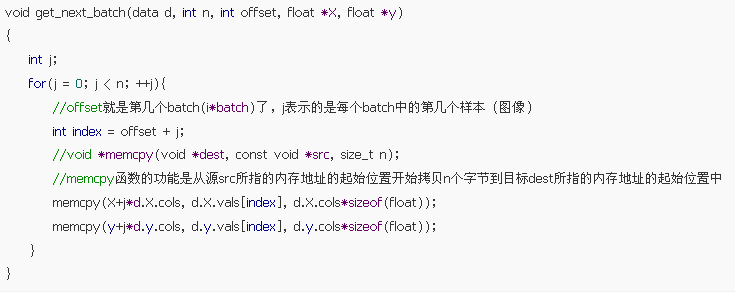 void get_next_batch(data d, int n, int offset, float *X, float *y)
{
    int j;
    for(j = 0; j < n; ++j){
        //offset就是第几个batch(i*batch)了，j表示的是每个batch中的第几个样本（图像）
        int index = offset + j;
        //void *memcpy(void *dest, const void *src, size_t n);
        //memcpy函数的功能是从源src所指的内存地址的起始位置开始拷贝n个字节到目标dest所指的内存地址的起始位置中
        memcpy(X+j*d.X.cols, d.X.vals[index], d.X.cols*sizeof(float));
        memcpy(y+j*d.y.cols, d.y.vals[index], d.y.cols*sizeof(float));
    }
}